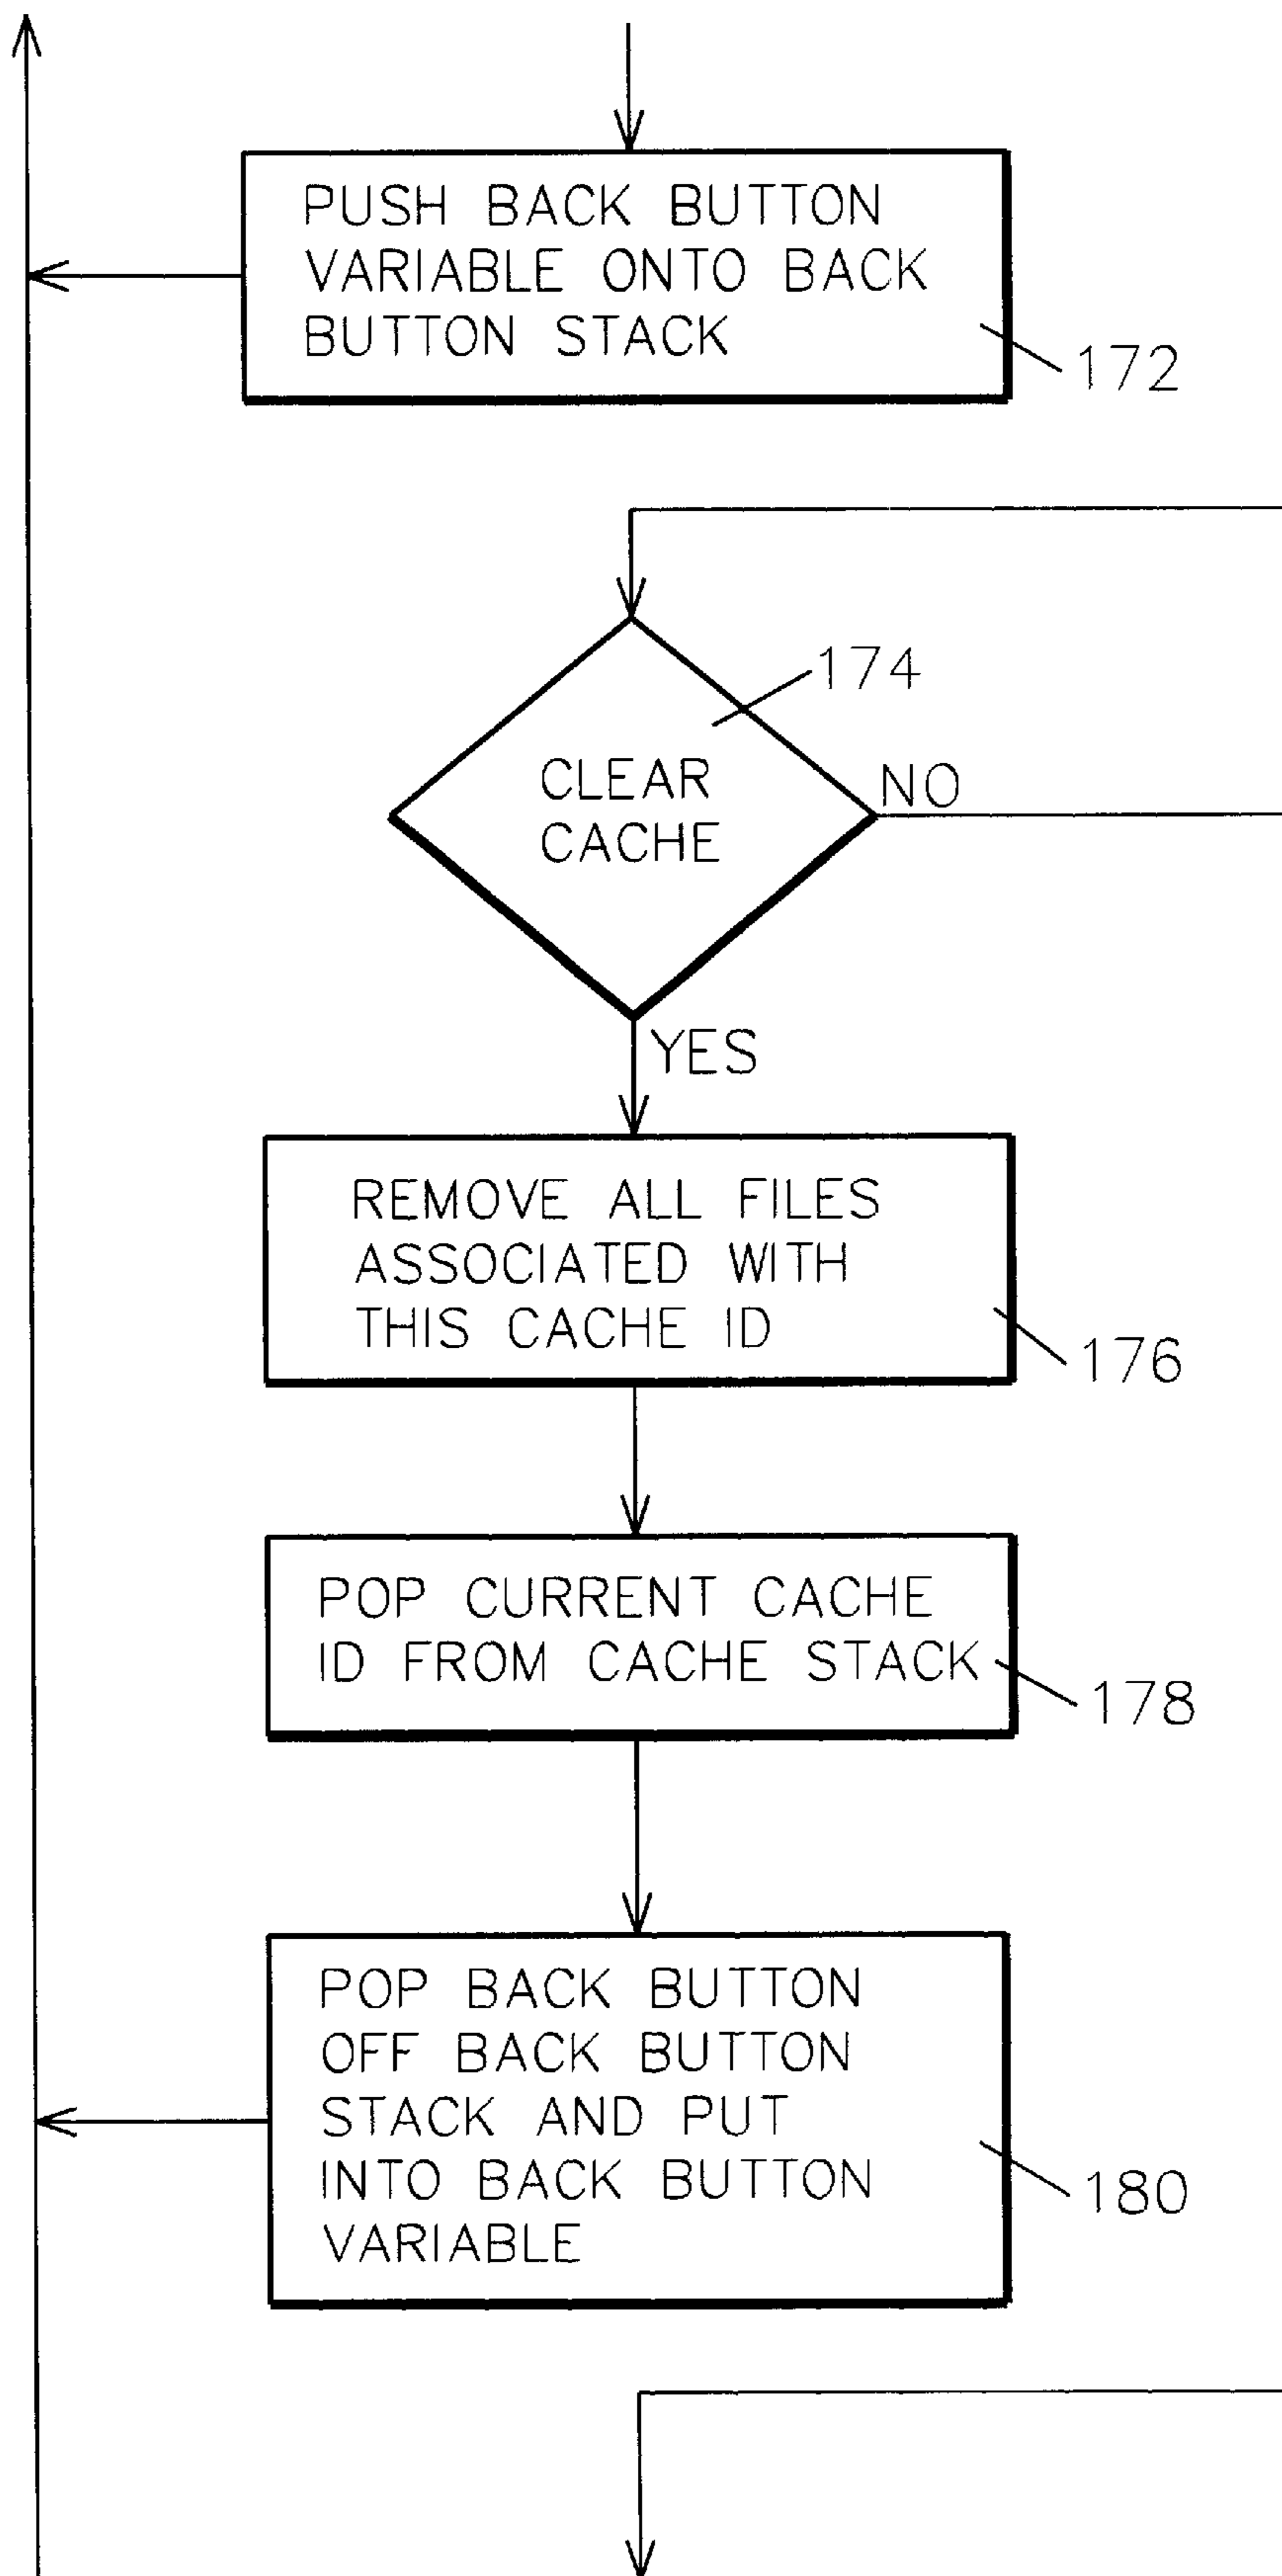 PUSH BACK BUTTON
VARIABLE ONTO BACK
BUTTON STACK
172
174
CLEAR
CACHE
NO
YES
REMOVE ALL FILES
ASSOCIATED WITH
THIS CACHE ID
176
POP CURRENT CACHE
ID FROM CACHE STACK
178
POP BACK BUTTON
OFF BACK BUTTON
STACK AND PUT
INTO BACK BUTTON
VARIABLE
180